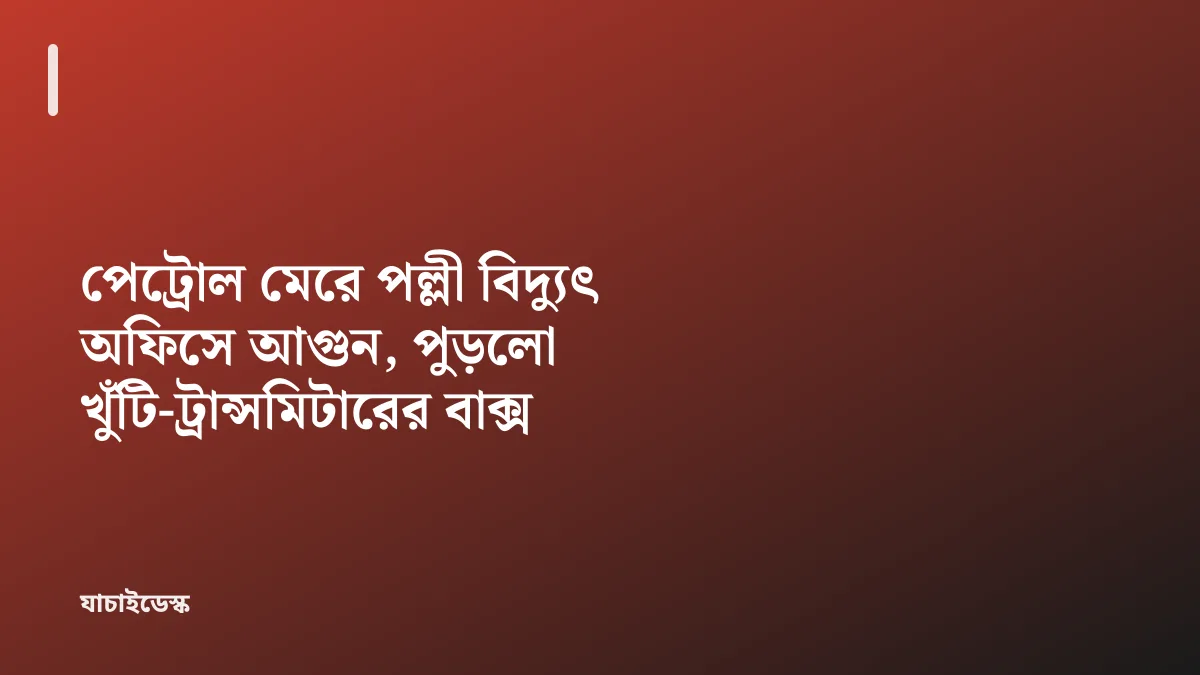 পেট্রোল মেরে পল্লী বিদ্যুৎ
অফিসে আগুন, পুড়লো
খুঁটি-ট্রান্সমিটারের বাক্স
যাচাইডেস্ক